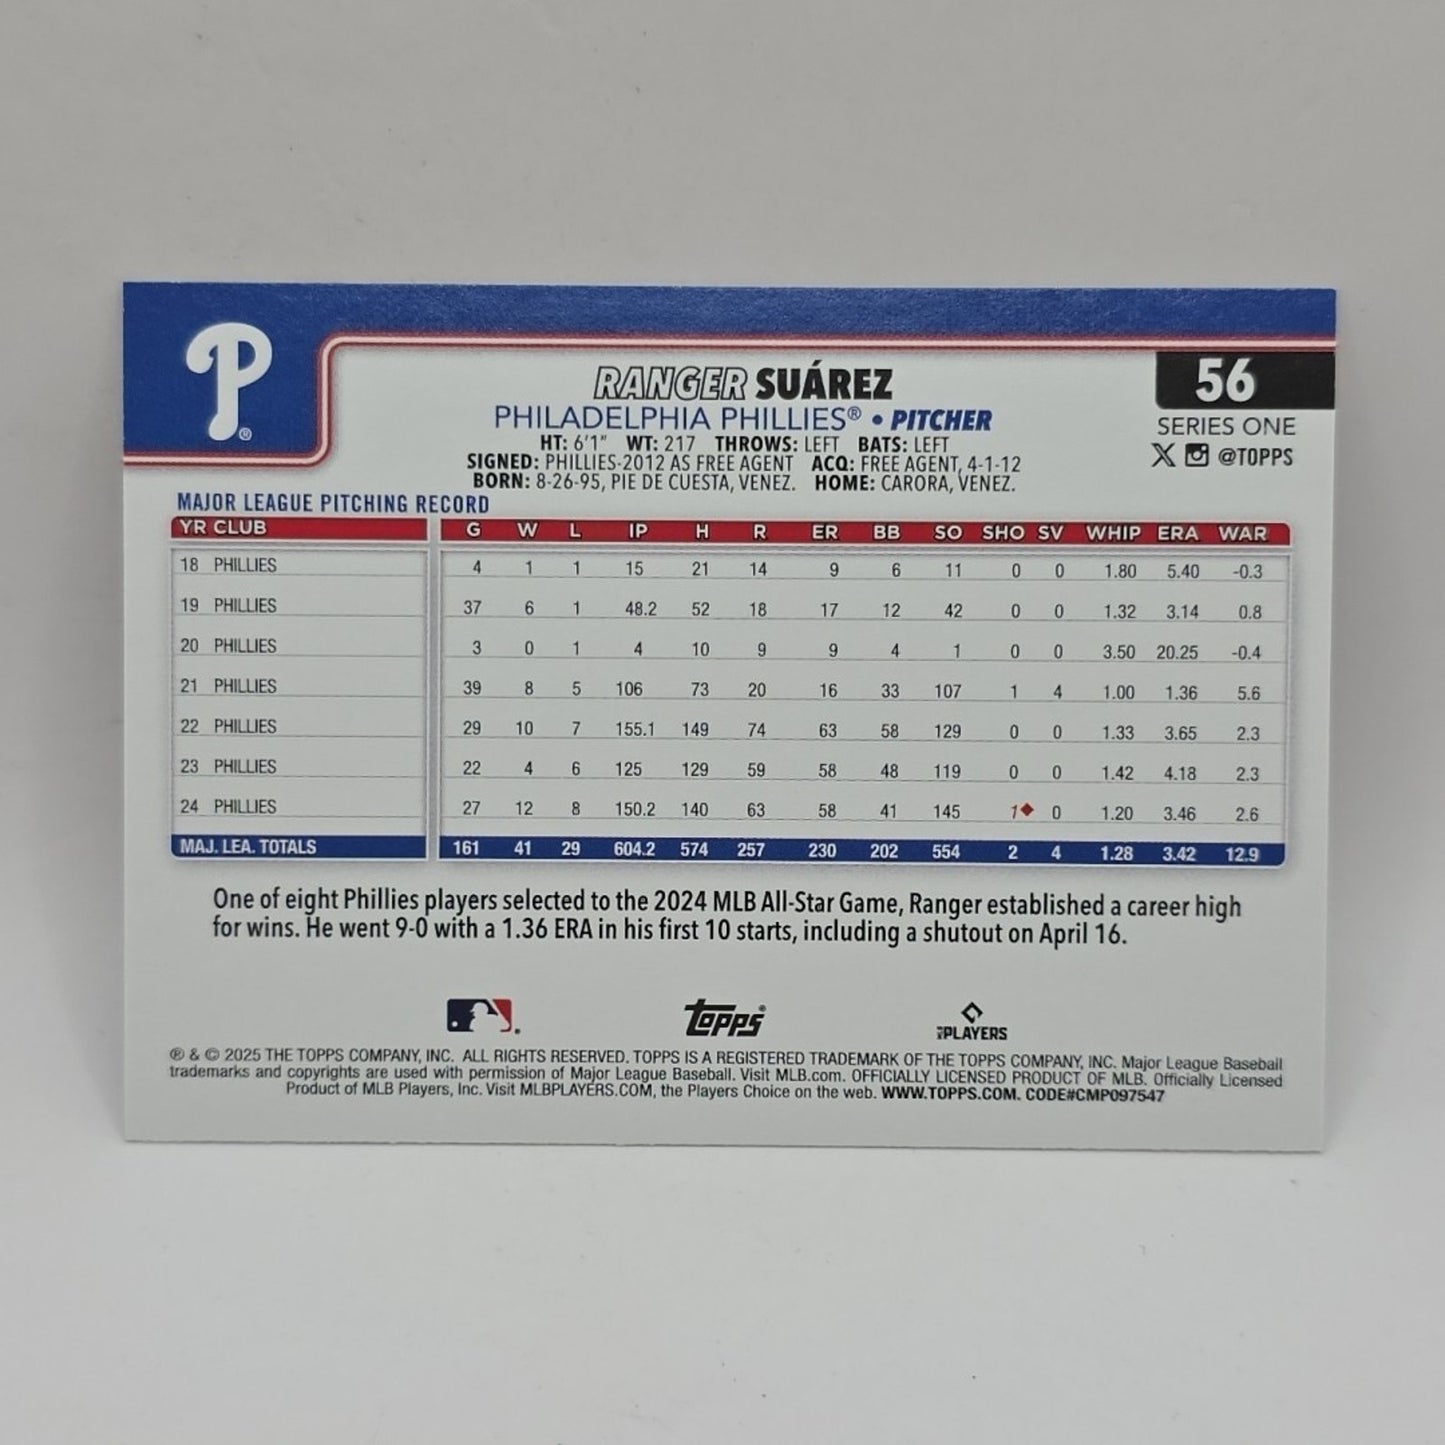 P®
RANGER SUÁREZ
56
PHILADELPHIA PHILLIES® • PITCHER
SERIES ONE
HT: 6'1" WT: 217 THROWS: LEFT BATS: LEFT
@TOPPS
SIGNED: PHILLIES-2012 AS FREE AGENT ACQ: FREE AGENT, 4-1-12
BORN: 8-26-95, PIE DE CUESTA, VENEZ. HOME: CARORA, VENEZ.
MAJOR LEAGUE PITCHING RECORD
YR CLUB G W L IP H R ER BB SO SHO SV WHIP ERA WAR
18 PHILLIES 4 1 1 15 21 14 9 6 11 0 0 1.80 5.40 -0.3
19 PHILLIES 37 6 1 48.2 52 18 17 12 42 0 0 1.32 3.14 0.8
20 PHILLIES 3 0 1 4 10 9 9 4 1 0 0 3.50 20.25 -0.4
21 PHILLIES 39 8 5 106 73 20 16 33 107 1 4 1.00 1.36 5.6
22 PHILLIES 29 10 7 155.1 149 74 63 58 129 0 0 1.33 3.65 2.3
23 PHILLIES 22 4 6 125 129 59 58 48 119 0 0 1.42 4.18 2.3
24 PHILLIES 27 12 8 150.2 140 63 58 41 145 1♦ 0 1.20 3.46 2.6
MAJ. LEA. TOTALS 161 41 29 604.2 574 257 230 202 554 2 4 1.28 3.42 12.9
One of eight Phillies players selected to the 2024 MLB All-Star Game, Ranger established a career high
for wins. He went 9-0 with a 1.36 ERA in his first 10 starts, including a shutout on April 16.
topps® PLAYERS
® & © 2025 THE TOPPS COMPANY, INC. ALL RIGHTS RESERVED. TOPPS IS A REGISTERED TRADEMARK OF THE TOPPS COMPANY, INC. Major League Baseball
trademarks and copyrights are used with permission of Major League Baseball. Visit MLB.com. OFFICIALLY LICENSED PRODUCT OF MLB. Officially Licensed
Product of MLB Players, Inc. Visit MLBPLAYERS.COM, the Players Choice on the web. WWW.TOPPS.COM. CODE#CMP097547